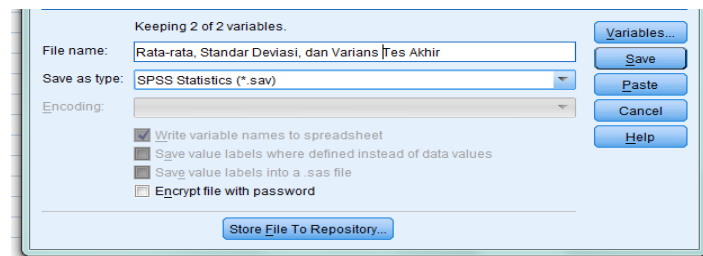 Keeping 2 of 2 variables.
Variables...
File name: Rata-rata, Standar Deviasi, dan Varians Tes Akhir
Save
Save as type: SPSS Statistics (*.sav)
Paste
Encoding:
Cancel
Write variable names to spreadsheet
Help
Save value labels where defined instead of data values
Save value labels into a .sas file
Encrypt file with password
Store File To Repository...